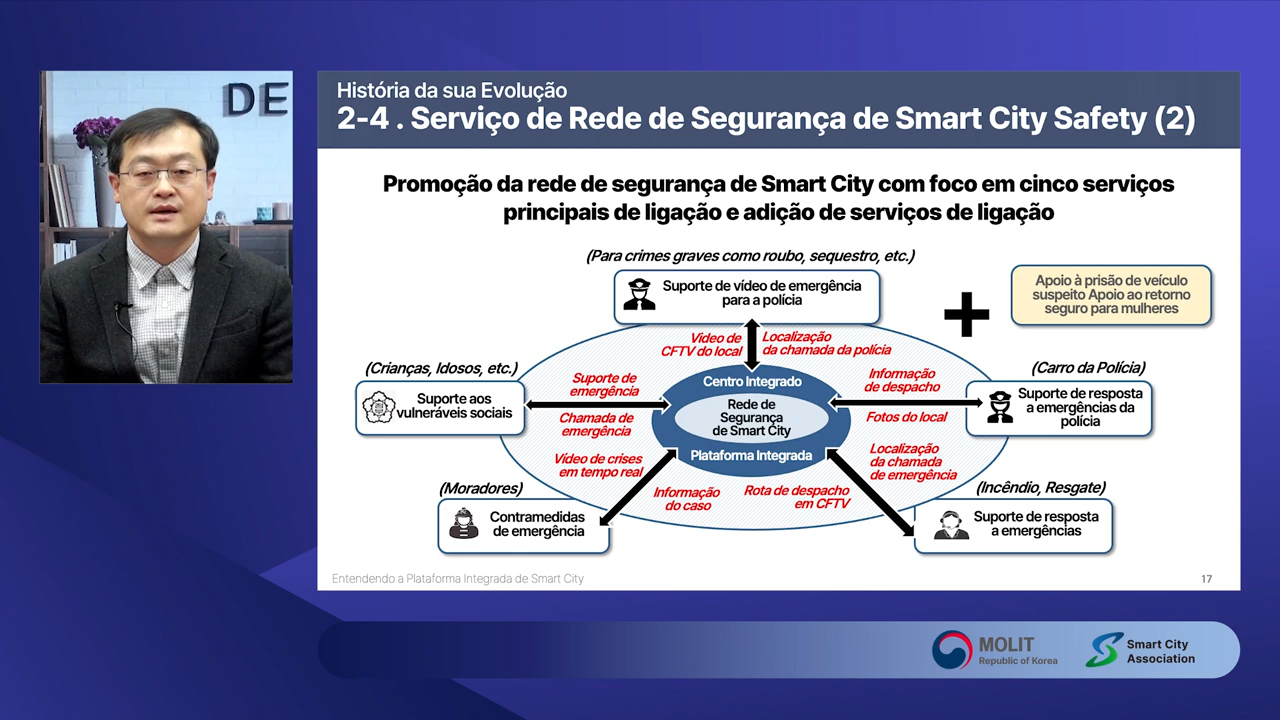 DE
História da sua Evolução
2-4 . Serviço de Rede de Segurança de Smart City Safety (2)
Promoção da rede de segurança de Smart City com foco em cinco serviços
principais de ligação e adição de serviços de ligação
(Para crimes graves como roubo, sequestro, etc.)
Suporte de vídeo de emergência
para a polícia
+
Apoio à prisão de veículo
suspeito Apoio ao retorno
seguro para mulheres
Vídeo de
CFTV do local
Localização
da chamada da polícia
(Crianças, Idosos, etc.)
Suporte aos
vulneráveis sociais
Suporte de
emergência
Chamada de
emergência
Centro Integrado
Rede de
Segurança
de Smart City
Plataforma Integrada
Informação
de despacho
Fotos do local
(Carro da Polícia)
Suporte de resposta
a emergências da
polícia
Vídeo de crises
em tempo real
Informação
do caso
Rota de despacho
em CFTV
Localização
da chamada
de emergência
(Moradores)
Contramedidas
de emergência
(Incêndio, Resgate)
Suporte de resposta
a emergências
Entendendo a Plataforma Integrada de Smart City
17
MOLIT
Republic of Korea
Smart City
Association